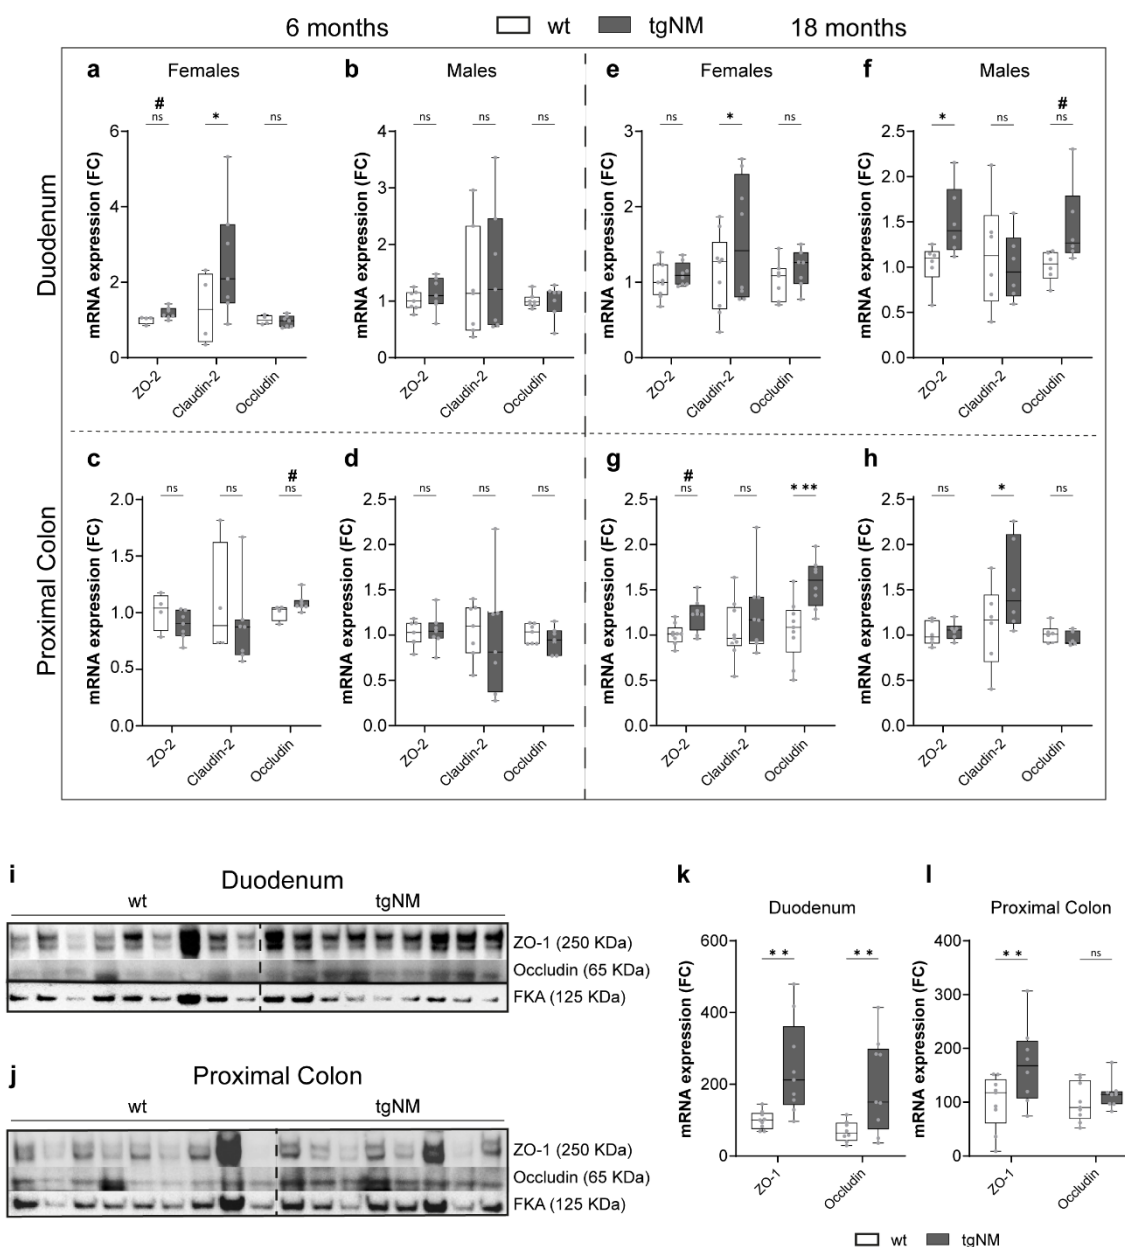 6 months wt tgNM 18 months
Duodenum
a Females
# ns * ns
mRNA expression (FC)
6
4
2
0
ZO-2 Claudin-2 Occludin
b Males
ns ns ns
mRNA expression (FC)
4
3
2
1
0
ZO-2 Claudin-2 Occludin
e Females
ns * ns
mRNA expression (FC)
3
2
1
0
ZO-2 Claudin-2 Occludin
f Males
* ns # ns
mRNA expression (FC)
2.5
2.0
1.5
1.0
0.5
0.0
ZO-2 Claudin-2 Occludin
Proximal Colon
c
ns ns # ns
mRNA expression (FC)
2.0
1.5
1.0
0.5
0.0
ZO-2 Claudin-2 Occludin
d
ns ns ns
mRNA expression (FC)
2.5
2.0
1.5
1.0
0.5
0.0
ZO-2 Claudin-2 Occludin
g
# ns ns * **
mRNA expression (FC)
2.5
2.0
1.5
1.0
0.5
0.0
ZO-2 Claudin-2 Occludin
h
ns * ns
mRNA expression (FC)
2.5
2.0
1.5
1.0
0.5
0.0
ZO-2 Claudin-2 Occludin
i Duodenum
wt tgNM
ZO-1 (250 KDa)
Occludin (65 KDa)
FKA (125 KDa)
j Proximal Colon
wt tgNM
ZO-1 (250 KDa)
Occludin (65 KDa)
FKA (125 KDa)
k Duodenum
** **
mRNA expression (FC)
600
400
200
0
ZO-1 Occludin
l Proximal Colon
** ns
mRNA expression (FC)
400
300
200
100
0
ZO-1 Occludin
wt tgNM